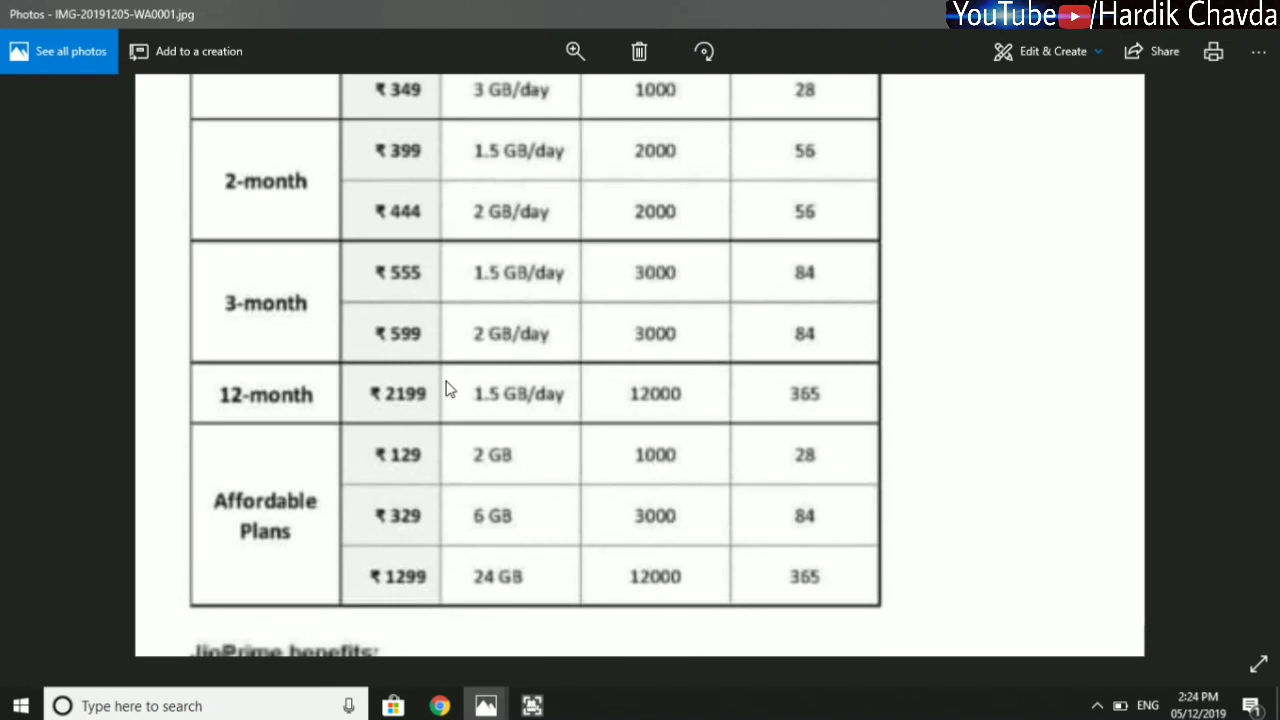 Photos - IMG-20191205-WA0001.jpg
YouTube /Hardik Chavda
See all photos Add to a creation Edit & Create Share
₹ 349 3 GB/day 1000 28
2-month ₹ 399 1.5 GB/day 2000 56
₹ 444 2 GB/day 2000 56
3-month ₹ 555 1.5 GB/day 3000 84
₹ 599 2 GB/day 3000 84
12-month ₹ 2199 1.5 GB/day 12000 365
Affordable Plans ₹ 129 2 GB 1000 28
₹ 329 6 GB 3000 84
₹ 1299 24 GB 12000 365
JioPrime benefits:
Type here to search
ENG
2:24 PM
05/12/2019
1